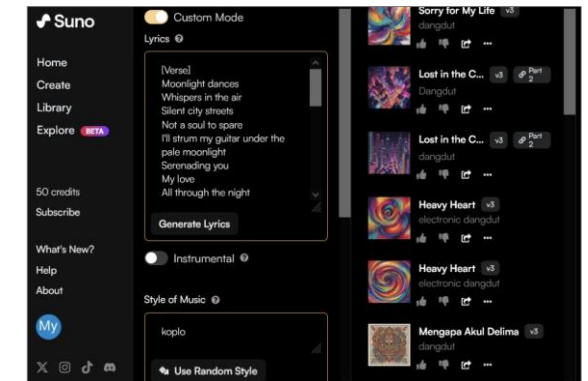 Suno
Home
Create
Library
Explore BETA
50 credits
Subscribe
What's New?
Help
About
My
Custom Mode
Lyrics
[Verse]
Moonlight dances
Whispers in the air
Silent city streets
Not a soul to spare
I'll strum my guitar under the
pale moonlight
Serenading you
My love
All through the night
Generate Lyrics
Instrumental
Style of Music
koplo
Use Random Style
Sorry for My Life v3
dangdut
Lost in the C... v3 Part 2
Dangdut
Lost in the C... v3 Part 2
dangdut
Heavy Heart v3
electronic dangdut
Heavy Heart v3
electronic dangdut
Mengapa Akul Delima v3
dangdut